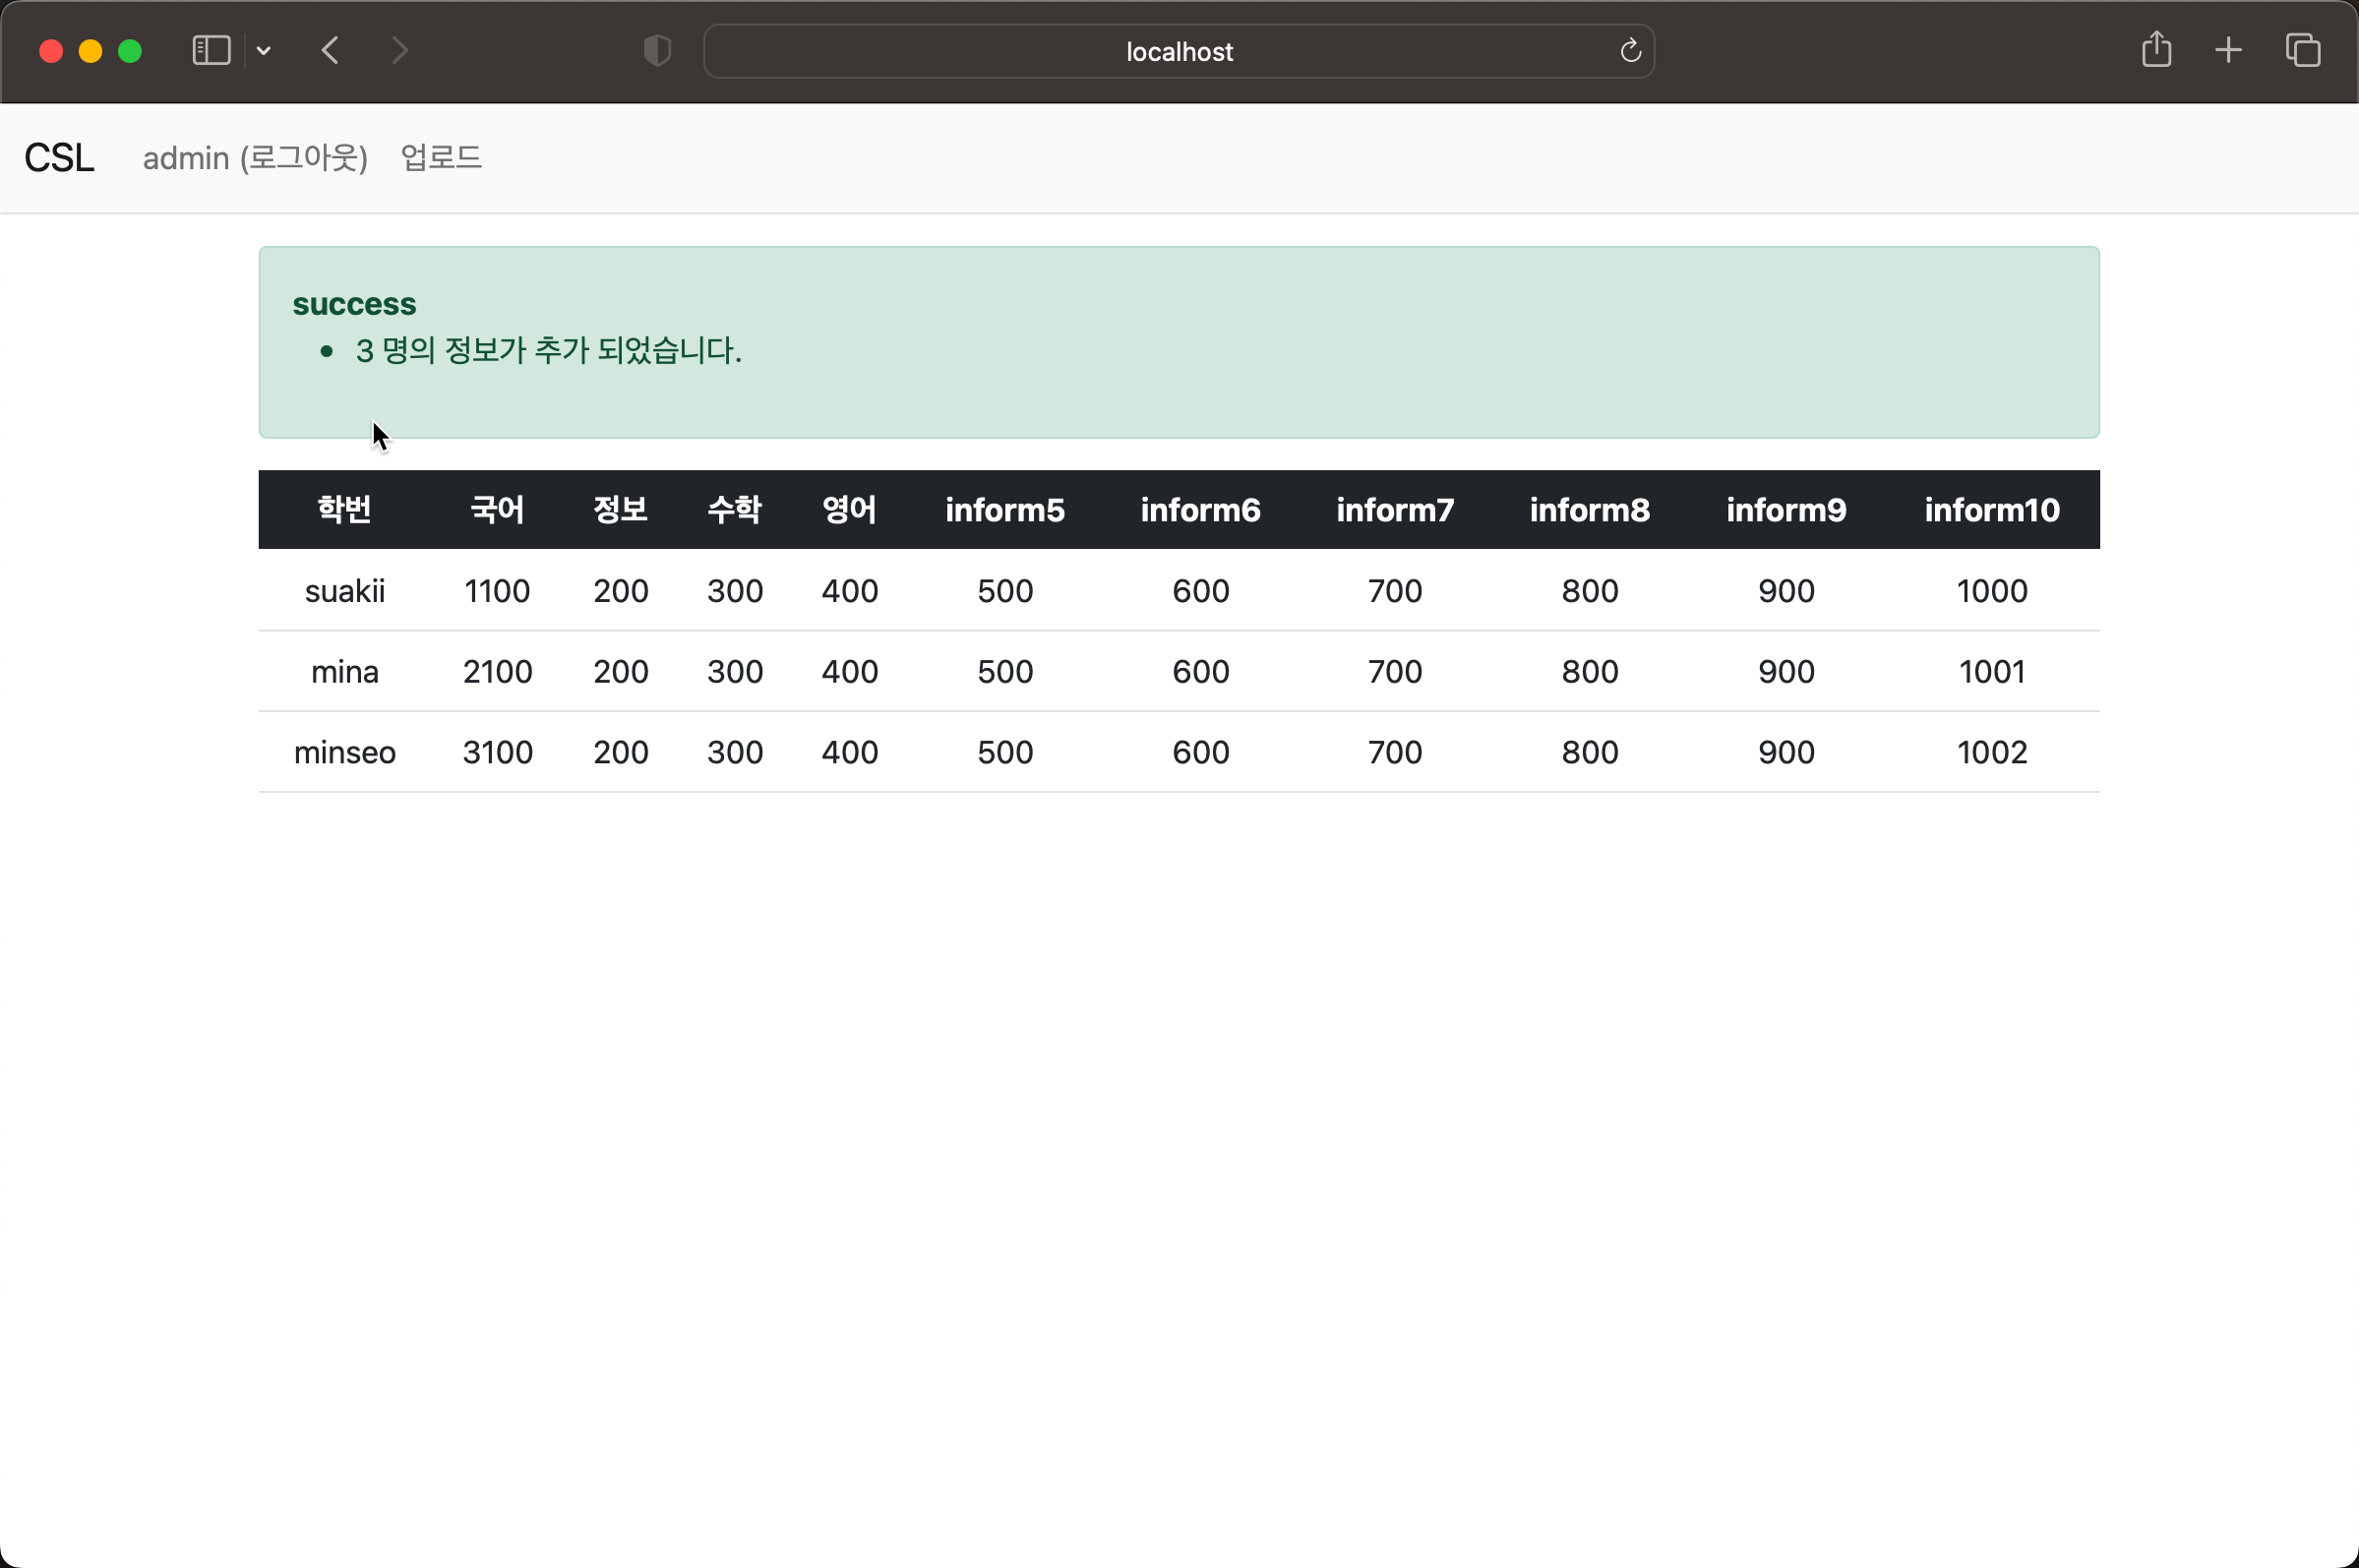 localhost
CSL admin (로그아웃) 업로드
success
3 명의 정보가 추가 되었습니다.
학번 국어 정보 수학 영어 inform5 inform6 inform7 inform8 inform9 inform10
suakii 1100 200 300 400 500 600 700 800 900 1000
mina 2100 200 300 400 500 600 700 800 900 1001
minseo 3100 200 300 400 500 600 700 800 900 1002